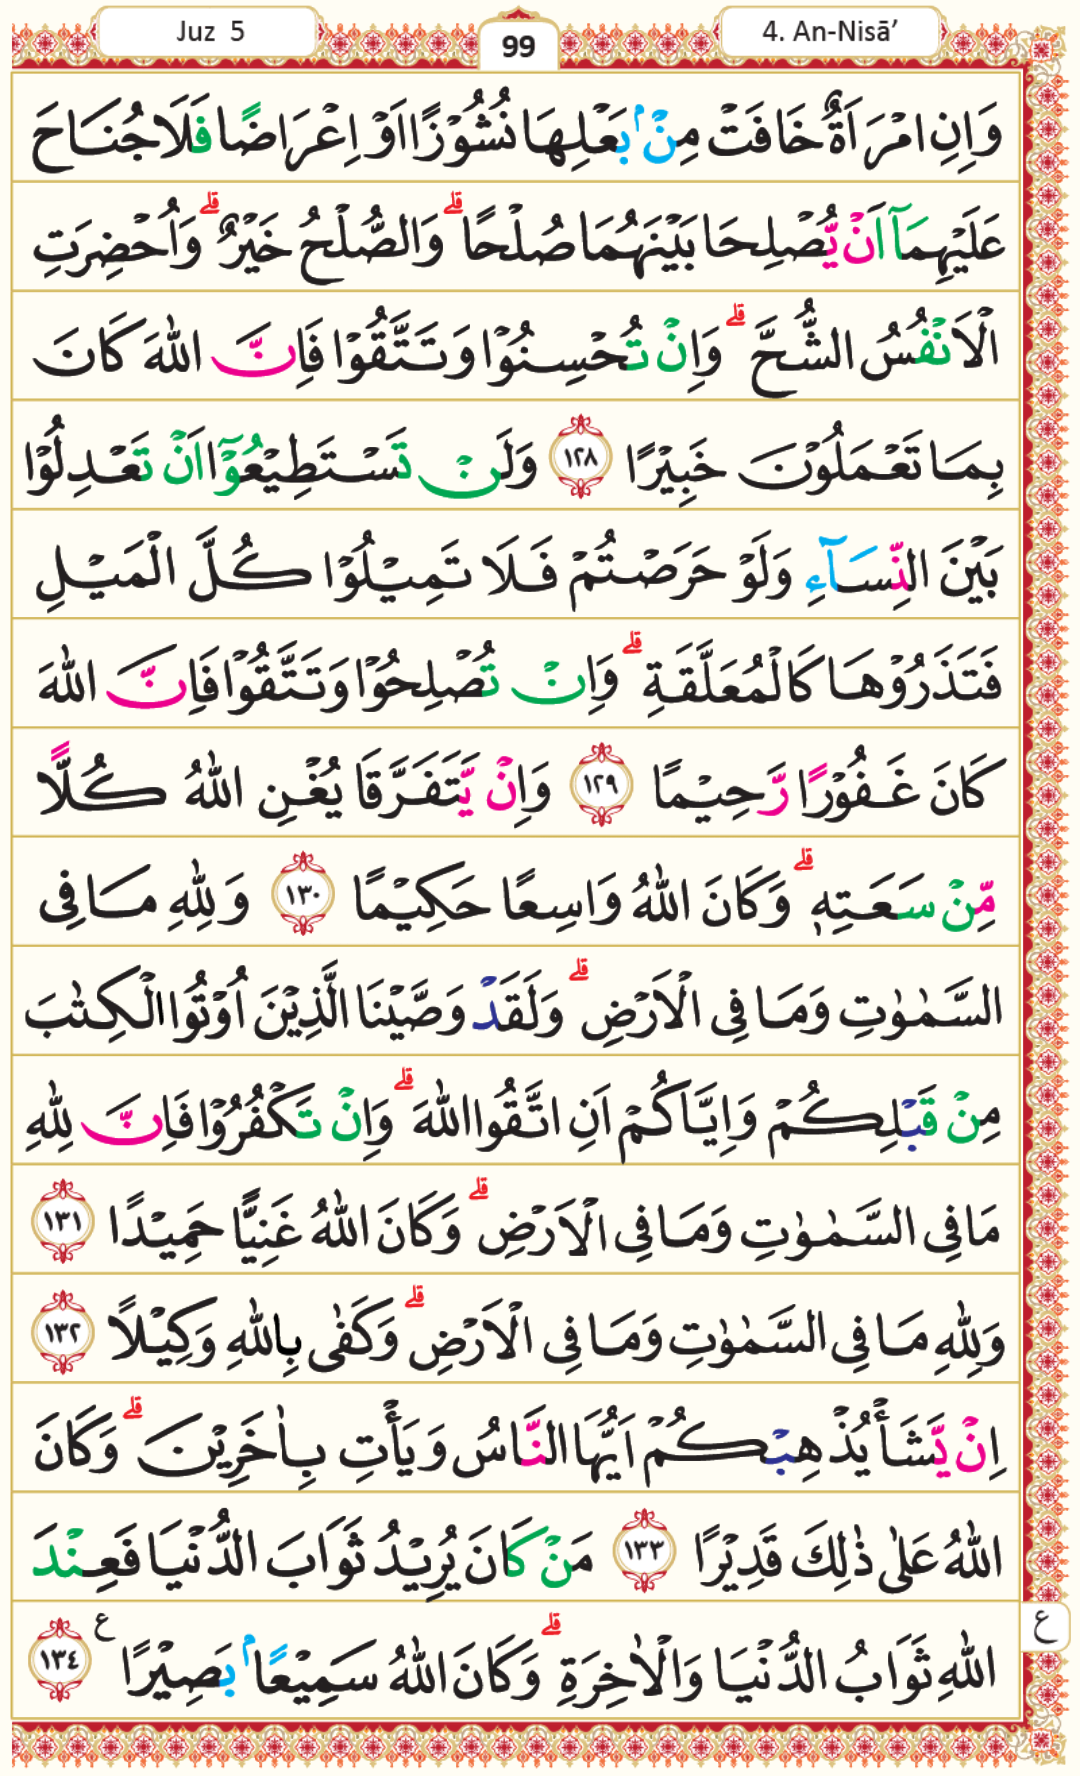 Juz 5
99
4. An-Nisā’
وَاِنِ امْرَاَةٌ خَافَتْ مِنْۢ بَعْلِهَا نُشُوْزًا اَوْ اِعْرَاضًا فَلَا جُنَاحَ
عَلَيْهِمَآ اَنْ يُّصْلِحَا بَيْنَهُمَا صُلْحًا ۗ وَالصُّلْحُ خَيْرٌ ۗ وَاُحْضِرَتِ
الْاَنْفُسُ الشُّحَّ ۗ وَاِنْ تُحْسِنُوْا وَتَتَّقُوْا فَاِنَّ اللّٰهَ كَانَ
بِمَا تَعْمَلُوْنَ خَبِيْرًا ١٢٨ وَلَنْ تَسْتَطِيْعُوْٓا اَنْ تَعْدِلُوْا
بَيْنَ النِّسَاۤءِ وَلَوْ حَرَصْتُمْ فَلَا تَمِيْلُوْا كُلَّ الْمَيْلِ
فَتَذَرُوْهَا كَالْمُعَلَّقَةِ ۗ وَاِنْ تُصْلِحُوْا وَتَتَّقُوْا فَاِنَّ اللّٰهَ
كَانَ غَفُوْرًا رَّحِيْمًا ١٢٩ وَاِنْ يَّتَفَرَّقَا يُغْنِ اللّٰهُ كُلًّا
مِّنْ سَعَتِهٖ ۗ وَكَانَ اللّٰهُ وَاسِعًا حَكِيْمًا ١٣٠ وَلِلّٰهِ مَا فِى
السَّمٰوٰتِ وَمَا فِى الْاَرْضِ ۗ وَلَقَدْ وَصَّيْنَا الَّذِيْنَ اُوْتُوا الْكِتٰبَ
مِنْ قَبْلِكُمْ وَاِيَّاكُمْ اَنِ اتَّقُوا اللّٰهَ ۗ وَاِنْ تَكْفُرُوْا فَاِنَّ لِلّٰهِ
مَا فِى السَّمٰوٰتِ وَمَا فِى الْاَرْضِ ۗ وَكَانَ اللّٰهُ غَنِيًّا حَمِيْدًا ١٣١
وَلِلّٰهِ مَا فِى السَّمٰوٰتِ وَمَا فِى الْاَرْضِ ۗ وَكَفٰى بِاللّٰهِ وَكِيْلًا ١٣٢
اِنْ يَّشَأْ يُذْهِبْكُمْ اَيُّهَا النَّاسُ وَيَأْتِ بِاٰخَرِيْنَ ۗ وَكَانَ
اللّٰهُ عَلٰى ذٰلِكَ قَدِيْرًا ١٣٣ مَنْ كَانَ يُرِيْدُ ثَوَابَ الدُّنْيَا فَعِنْدَ
اللّٰهِ ثَوَابُ الدُّنْيَا وَالْاٰخِرَةِ ۗ وَكَانَ اللّٰهُ سَمِيْعًاۢ بَصِيْرًا ع ١٣٤
ع